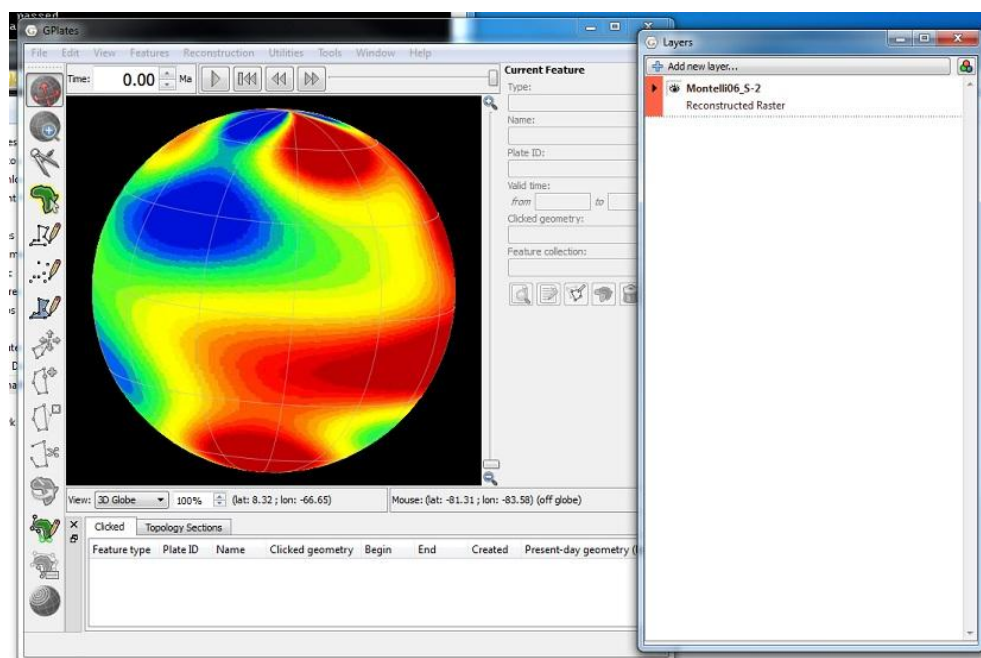 passed
GPlates
File Edit View Features Reconstruction Utilities Tools Window Help
Time: 0.00 Ma
Current Feature
Type:
Name:
Plate ID:
Valid time:
from to
Clicked geometry:
Feature collection:
View: 3D Globe 100% (lat: 8.32 ; lon: -66.65) Mouse: (lat: -81.31 ; lon: -83.58) (off globe)
Clicked Topology Sections
Feature type Plate ID Name Clicked geometry Begin End Created Present-day geometry
Layers
Add new layer...
Montelli06_S-2
Reconstructed Raster